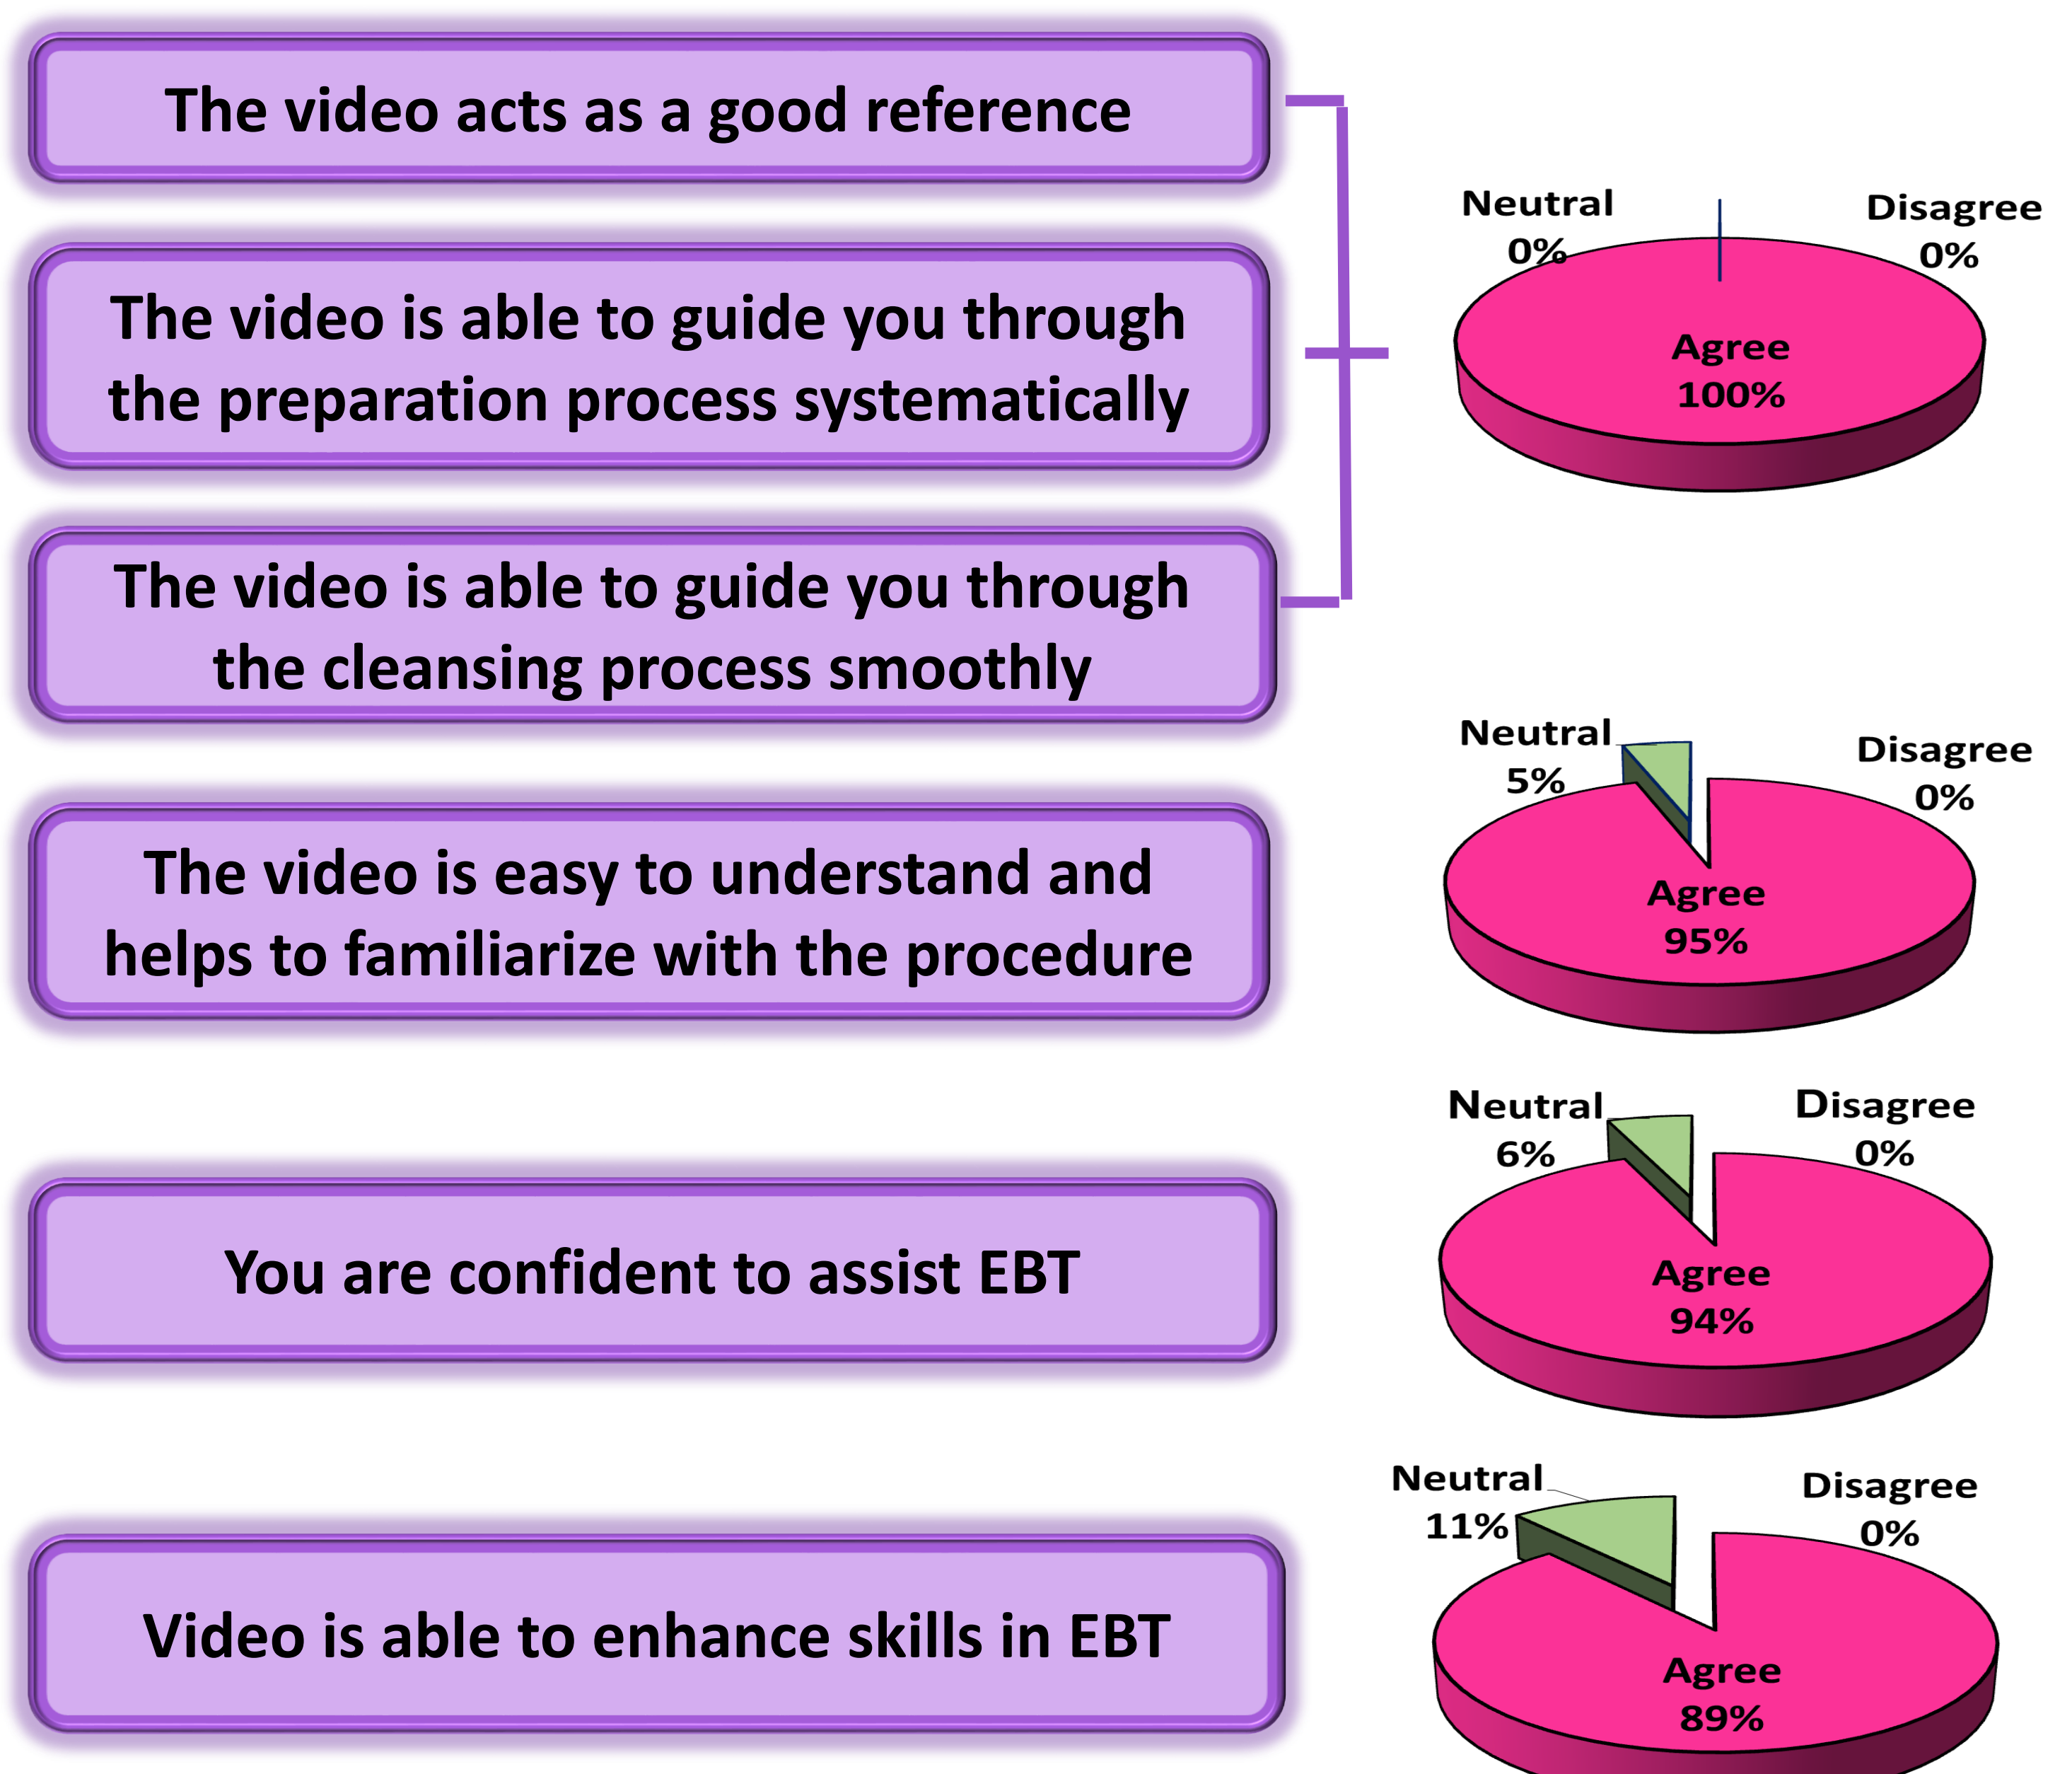 The video acts as a good reference
The video is able to guide you through
the preparation process systematically
The video is able to guide you through
the cleansing process smoothly
Neutral
0%
Disagree
0%
Agree
100%
The video is easy to understand and
helps to familiarize with the procedure
Neutral
5%
Disagree
0%
Agree
95%
You are confident to assist EBT
Neutral
6%
Disagree
0%
Agree
94%
Video is able to enhance skills in EBT
Neutral
11%
Disagree
0%
Agree
89%